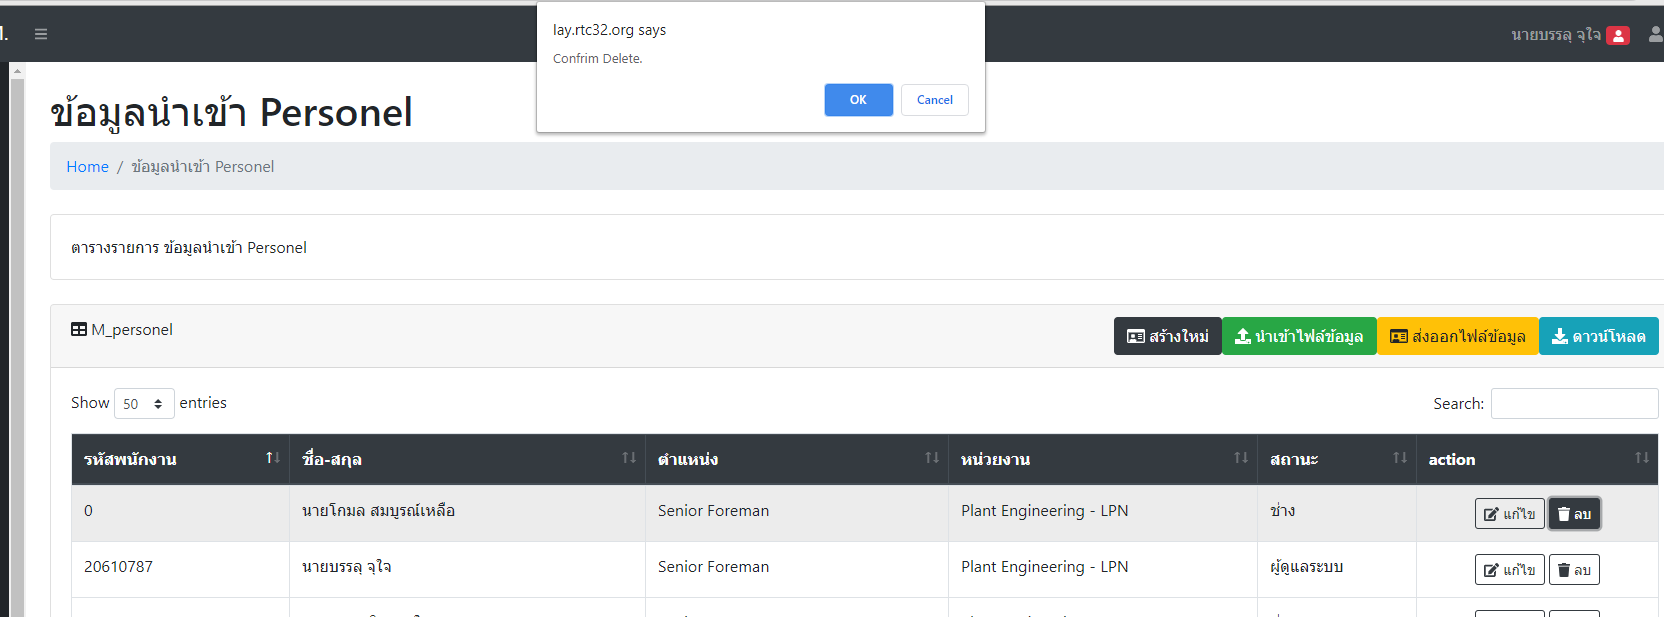 lay.rtc32.org says
Confrim Delete.
OK Cancel
นายบรรลุ จุใจ
ข้อมูลนำเข้า Personel
Home / ข้อมูลนำเข้า Personel
ตารางรายการ ข้อมูลนำเข้า Personel
M_personel
สร้างใหม่ นำเข้าไฟล์ข้อมูล ส่งออกไฟล์ข้อมูล ดาวน์โหลด
Show 50 entries
Search:
รหัสพนักงาน ชื่อ-สกุล ตำแหน่ง หน่วยงาน สถานะ action
0 นายโกมล สมบูรณ์เหลือ Senior Foreman Plant Engineering - LPN ช่าง แก้ไข ลบ
20610787 นายบรรลุ จุใจ Senior Foreman Plant Engineering - LPN ผู้ดูแลระบบ แก้ไข ลบ